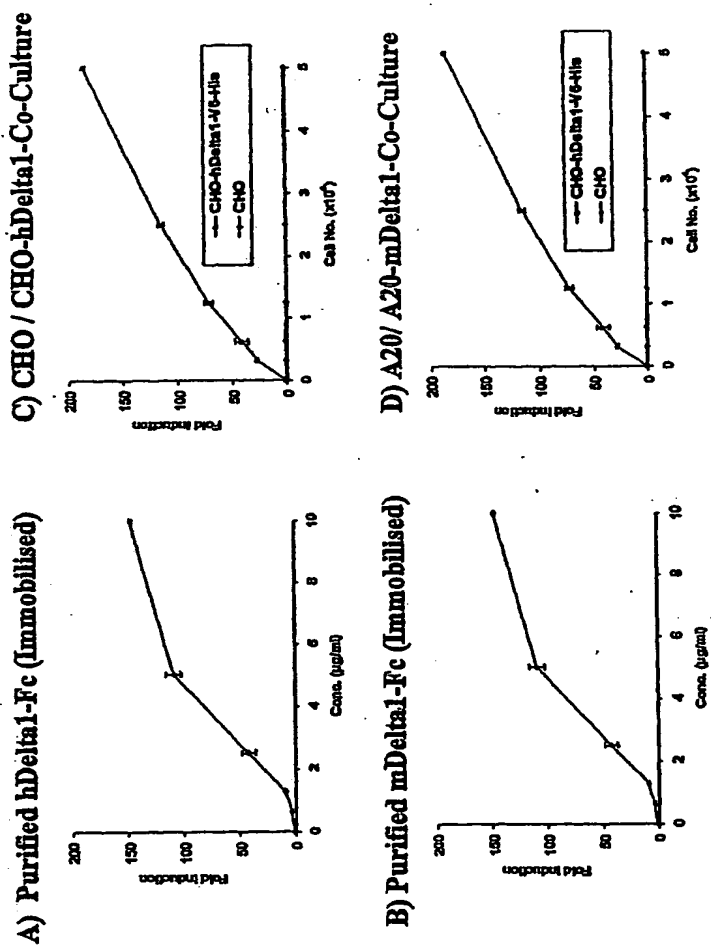 A) Purified hDelta1-Fc (Immobilised)
200
150
100
50
0
Fold Induction
0 2 4 6 8 10
Conc. (µg/ml)
B) Purified mDelta1-Fc (Immobilised)
200
150
100
50
0
Fold Induction
0 2 4 6 8 10
Conc. (µg/ml)
C) CHO / CHO-hDelta1-Co-Culture
200
150
100
50
0
Fold Induction
CHO-hDelta1-V5-His
CHO
0 1 2 3 4 5
Cell No. (x10⁴)
D) A20/ A20-mDelta1-Co-Culture
200
150
100
50
0
Fold Induction
CHO-hDelta1-V5-His
CHO
0 1 2 3 4 5